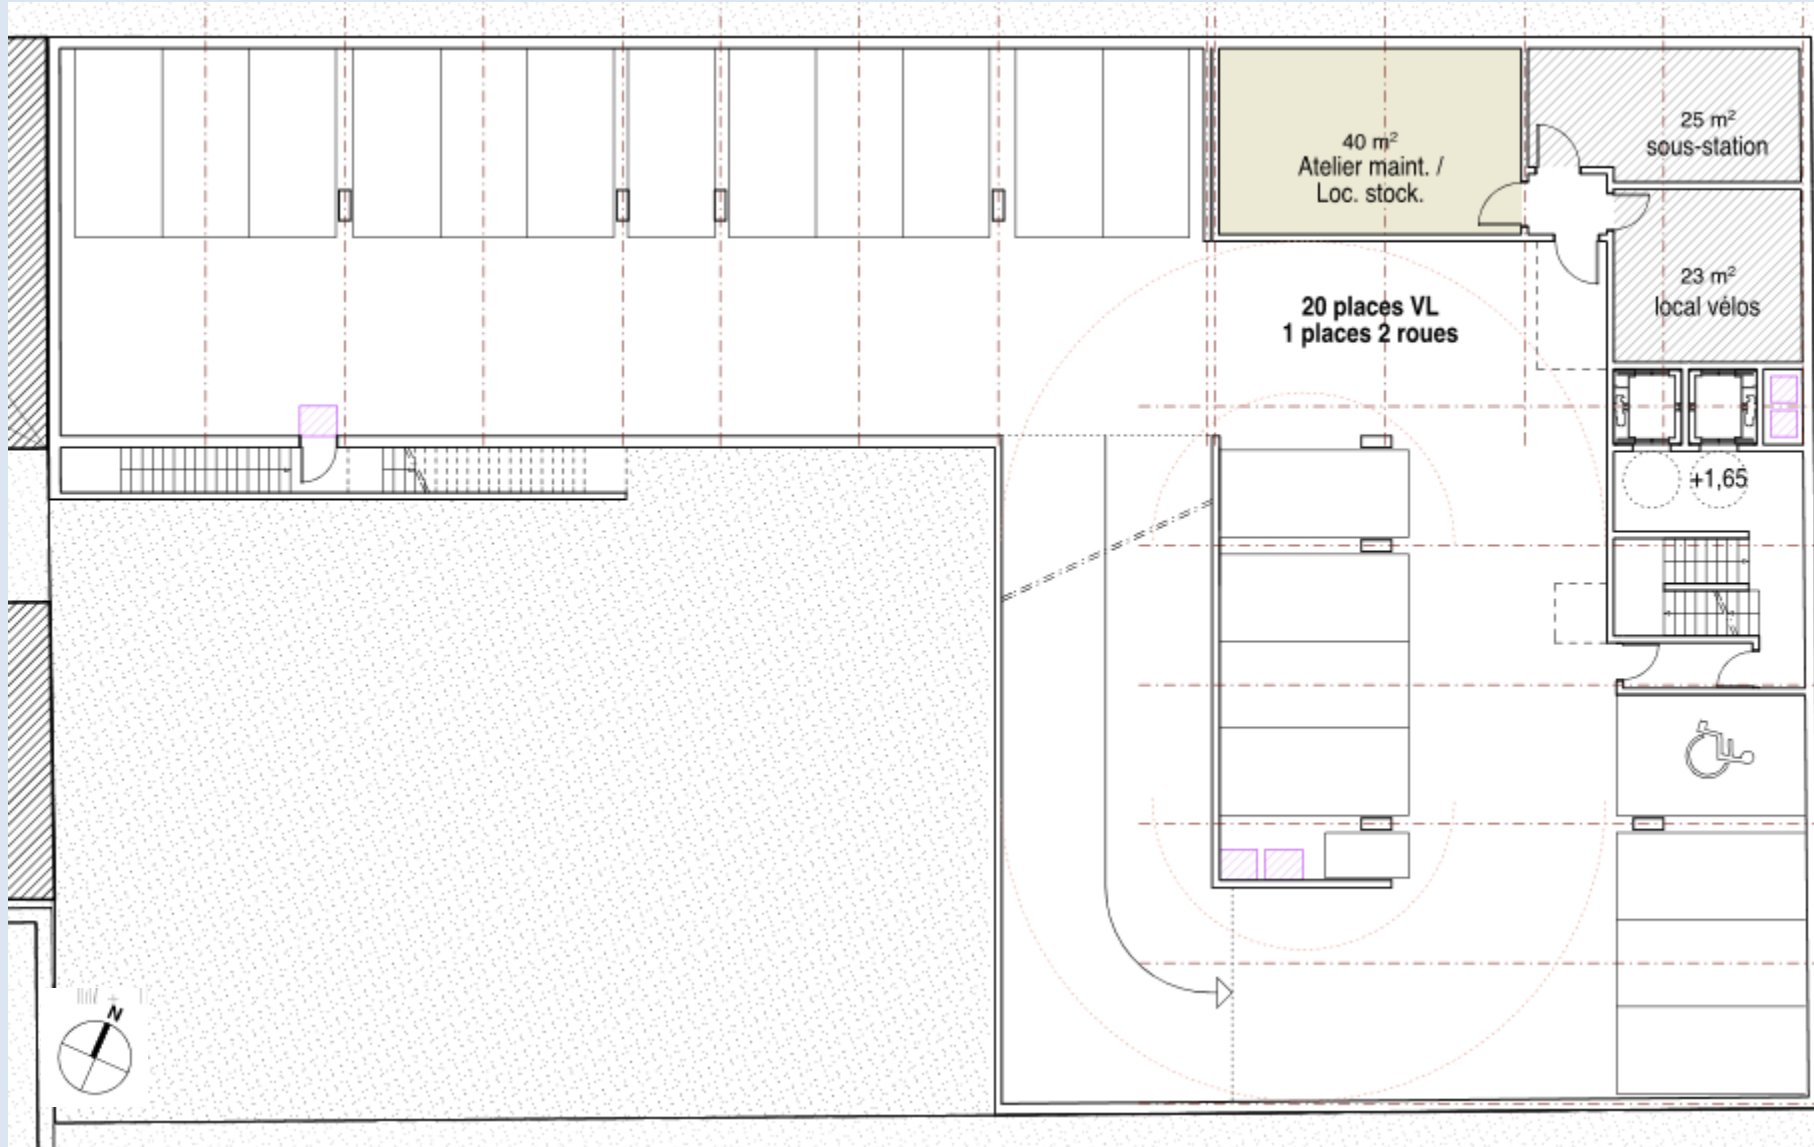 40 m²
Atelier maint. /
Loc. stock.
25 m²
sous-station
23 m²
local vélos
20 places VL
1 places 2 roues
+1,65
N